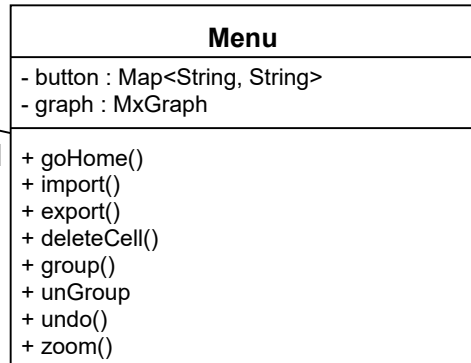 Menu
- button : Map<String, String>
- graph : MxGraph
+ goHome()
+ import()
+ export()
+ deleteCell()
+ group()
+ unGroup
+ undo()
+ zoom()